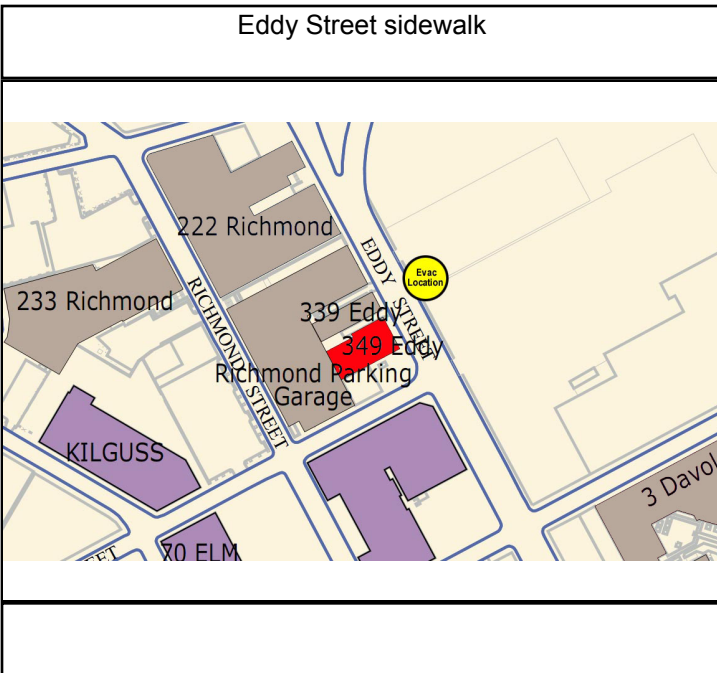 Eddy Street sidewalk
222 Richmond
EDDY STREET
Evac
Location
233 Richmond
RICHMOND STREET
339 Eddy
349 Eddy
Richmond Parking
Garage
KILGUSS
3 Davol
70 ELM
EET